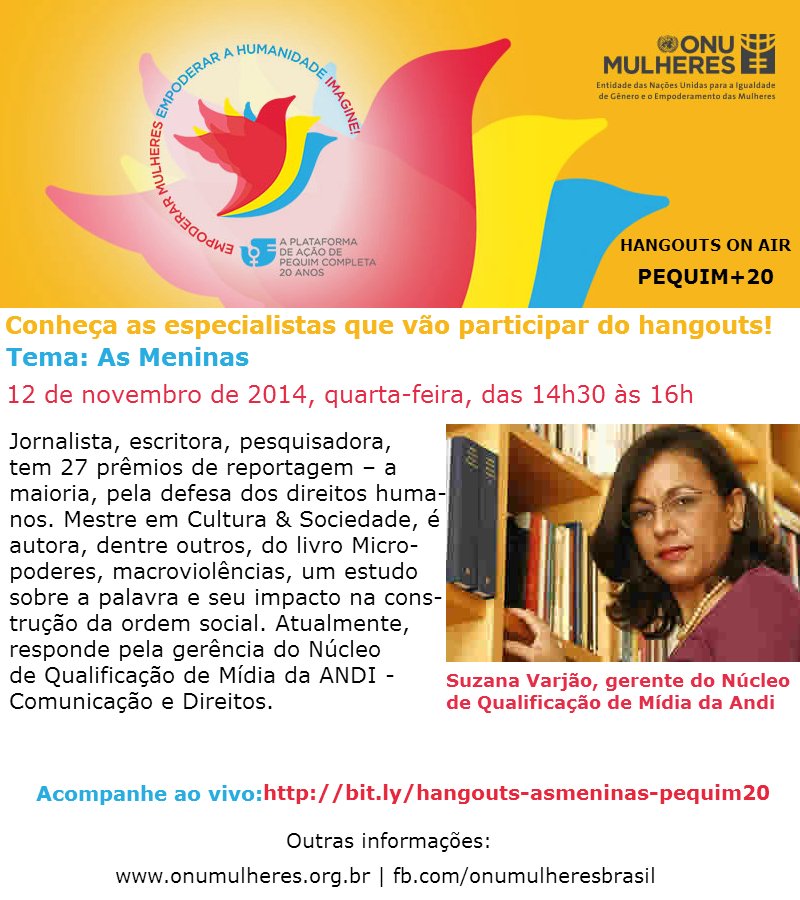 EMPODERAR MULHERES EMPODERAR A HUMANIDADE IMAGINE!
A PLATAFORMA
DE AÇÃO DE
PEQUIM COMPLETA
20 ANOS
ONU
MULHERES
Entidade das Nações Unidas para a Igualdade
de Gênero e o Empoderamento das Mulheres
HANGOUTS ON AIR
PEQUIM+20
Conheça as especialistas que vão participar do hangouts!
Tema: As Meninas
12 de novembro de 2014, quarta-feira, das 14h30 às 16h
Jornalista, escritora, pesquisadora,
tem 27 prêmios de reportagem – a
maioria, pela defesa dos direitos huma-
nos. Mestre em Cultura & Sociedade, é
autora, dentre outros, do livro Micro-
poderes, macroviolências, um estudo
sobre a palavra e seu impacto na cons-
trução da ordem social. Atualmente,
responde pela gerência do Núcleo
de Qualificação de Mídia da ANDI -
Comunicação e Direitos.
Suzana Varjão, gerente do Núcleo
de Qualificação de Mídia da Andi
Acompanhe ao vivo:http://bit.ly/hangouts-asmeninas-pequim20
Outras informações:
www.onumulheres.org.br | fb.com/onumulheresbrasil